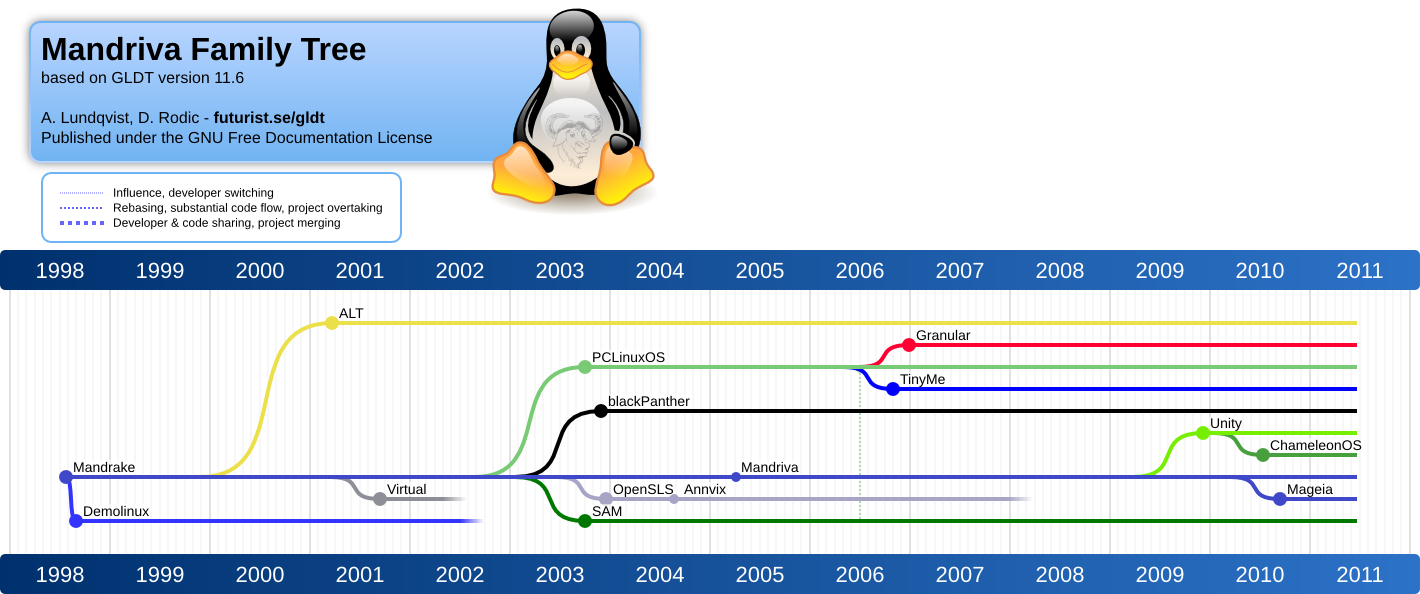 Mandriva Family Tree
based on GLDT version 11.6
A. Lundqvist, D. Rodic - futurist.se/gldt
Published under the GNU Free Documentation License
Influence, developer switching
Rebasing, substantial code flow, project overtaking
Developer & code sharing, project merging
1998 1999 2000 2001 2002 2003 2004 2005 2006 2007 2008 2009 2010 2011
ALT
Granular
PCLinuxOS
TinyMe
blackPanther
Unity
ChameleonOS
Mandrake Mandriva
Virtual OpenSLS Annvix Mageia
Demolinux SAM
1998 1999 2000 2001 2002 2003 2004 2005 2006 2007 2008 2009 2010 2011